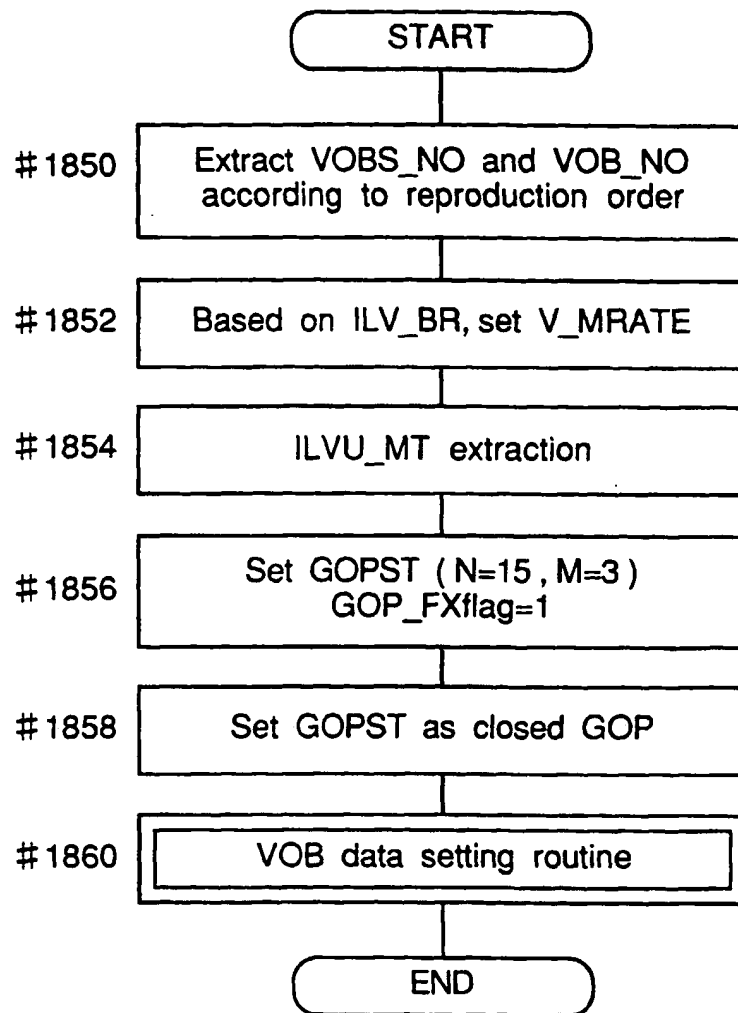 START
#1850
Extract VOBS_NO and VOB_NO
according to reproduction order
#1852
Based on ILV_BR, set V_MRATE
#1854
ILVU_MT extraction
#1856
Set GOPST ( N=15 , M=3 )
GOP_FXflag=1
#1858
Set GOPST as closed GOP
#1860
VOB data setting routine
END